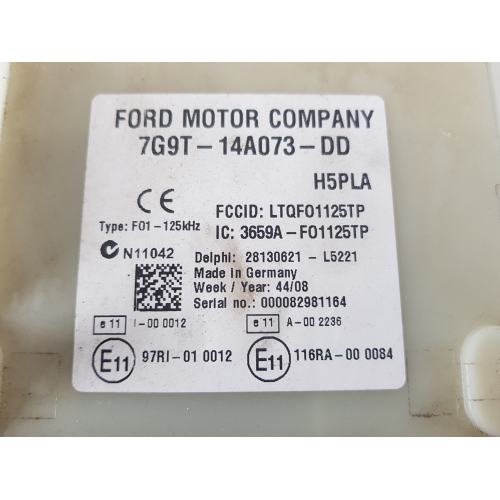 FORD MOTOR COMPANY
7G9T-14A073-DD
H5PLA
CE
FCCID: LTQFO1125TP
Type: FO1-125kHz
IC: 3659A-FO1125TP
N11042
Delphi: 28130621 - L5221
Made in Germany
Week / Year: 44/08
Serial no.: 000082981164
e 11 I-00 0012
e 11 A-00 2236
E11 97RI-01 0012
E11 116RA-00 0084